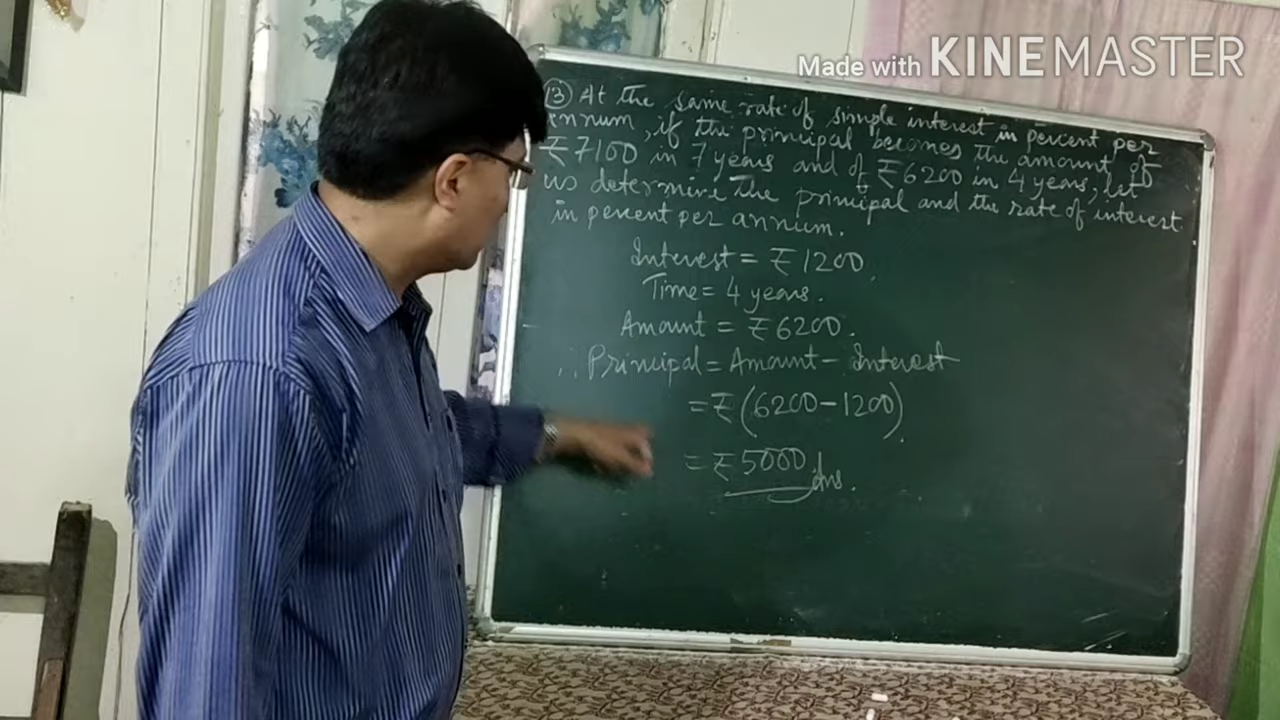 Made with KINEMASTER
13 At the same rate of simple interest in percent per
annum, if the principal becomes the amount of
₹7100 in 7 years and of ₹6200 in 4 years, let
us determine the principal and the rate of interest
in percent per annum.
Interest = ₹1200.
Time = 4 years.
Amount = ₹6200.
∴ Principal = Amount - Interest
= ₹(6200-1200).
= ₹5000 Ans.